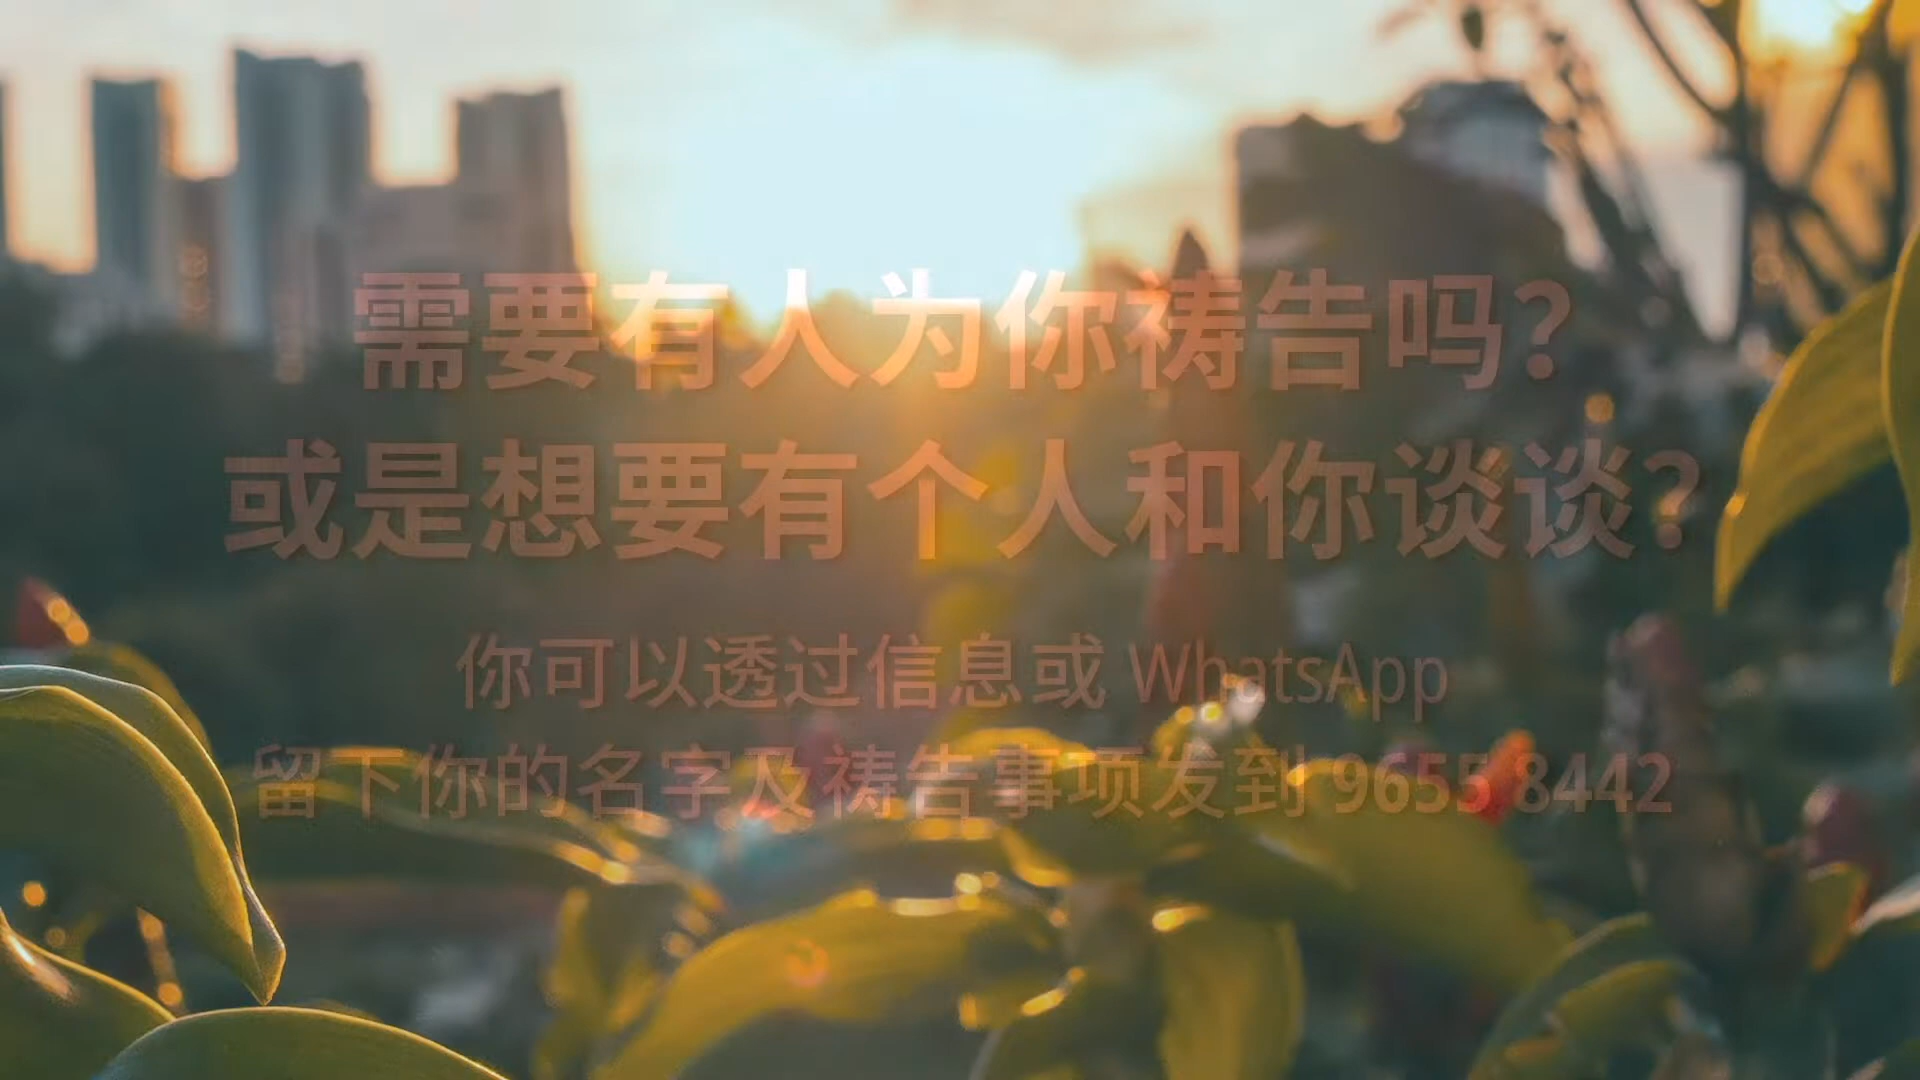 需要有人为你祷告吗？
或是想要有个人和你谈谈？
你可以透过信息或 WhatsApp
留下你的名字及祷告事项发到 9655 8442